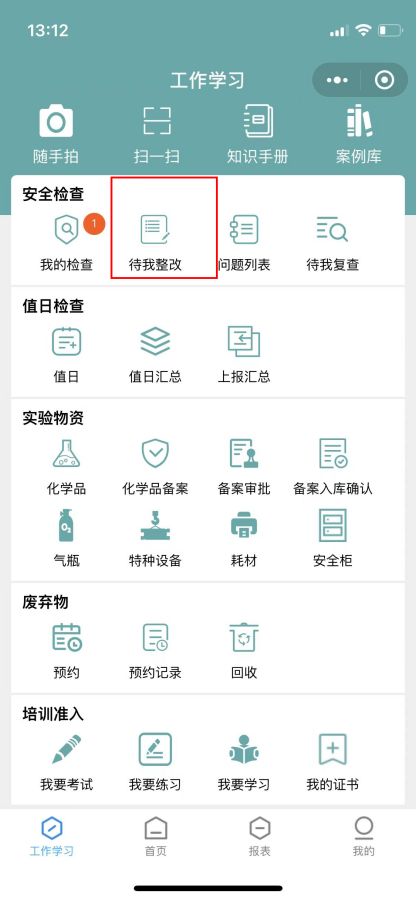 13:12
工作学习
随手拍 扫一扫 知识手册 案例库
安全检查
1
我的检查 待我整改 问题列表 待我复查
值日检查
值日 值日汇总 上报汇总
实验物资
化学品 化学品备案 备案审批 备案入库确认
O2
气瓶 特种设备 耗材 安全柜
废弃物
预约 预约记录 回收
培训准入
我要考试 我要练习 我要学习 我的证书
工作学习 首页 报表 我的